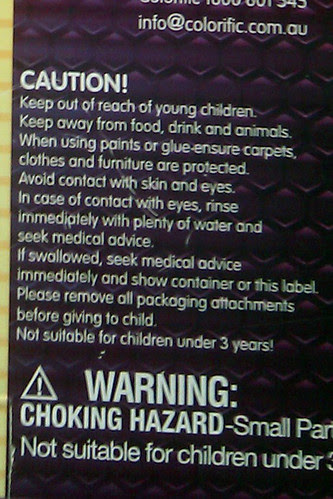 info@colorific.com.au
CAUTION!
Keep out of reach of young children.
Keep away from food, drink and animals.
When using paints or glue-ensure carpets,
clothes and furniture are protected.
Avoid contact with skin and eyes.
In case of contact with eyes, rinse
immediately with plenty of water and
seek medical advice.
If swallowed, seek medical advice
immediately and show container or this label.
Please remove all packaging attachments
before giving to child.
Not suitable for children under 3 years!
WARNING:
CHOKING HAZARD-Small
Not suitable for children under 3